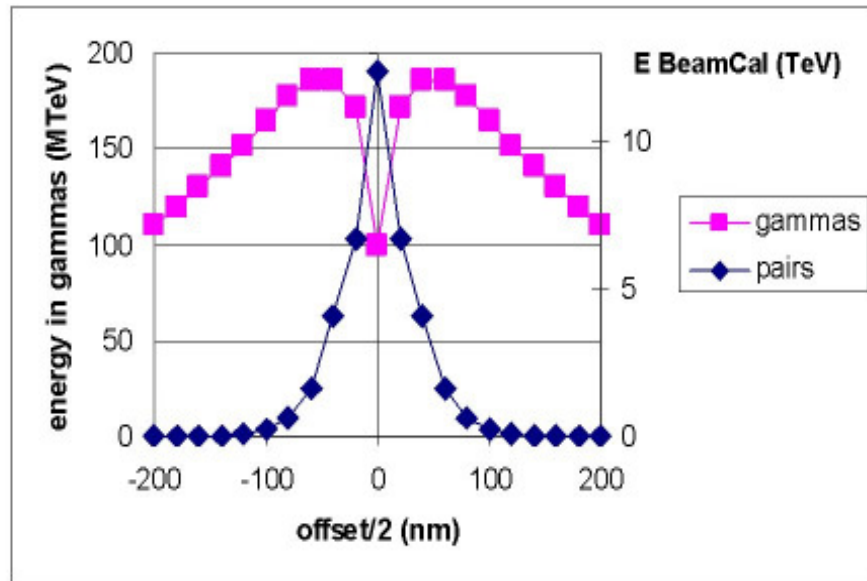 200
150
100
50
0
energy in gammas (MTeV)
E BeamCal (TeV)
10
5
0
gammas
pairs
-200 -100 0 100 200
offset/2 (nm)